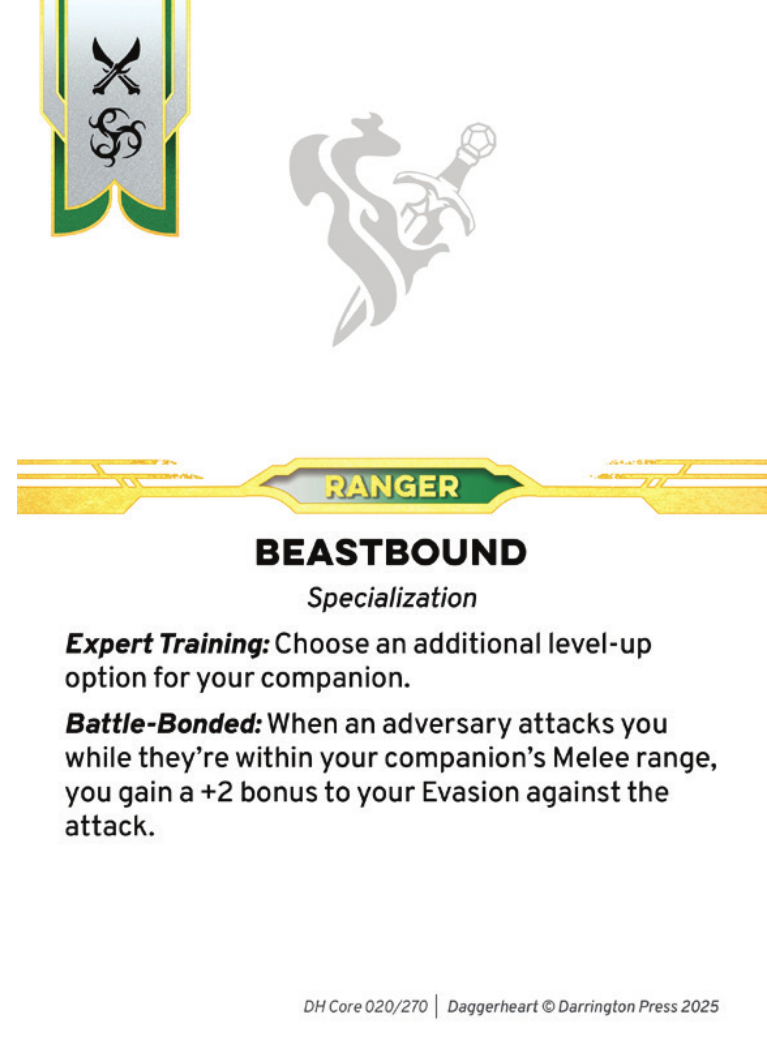 RANGER
BEASTBOUND
Specialization
Expert Training: Choose an additional level-up
option for your companion.
Battle-Bonded: When an adversary attacks you
while they’re within your companion’s Melee range,
you gain a +2 bonus to your Evasion against the
attack.
DH Core 020/270 | Daggerheart © Darrington Press 2025